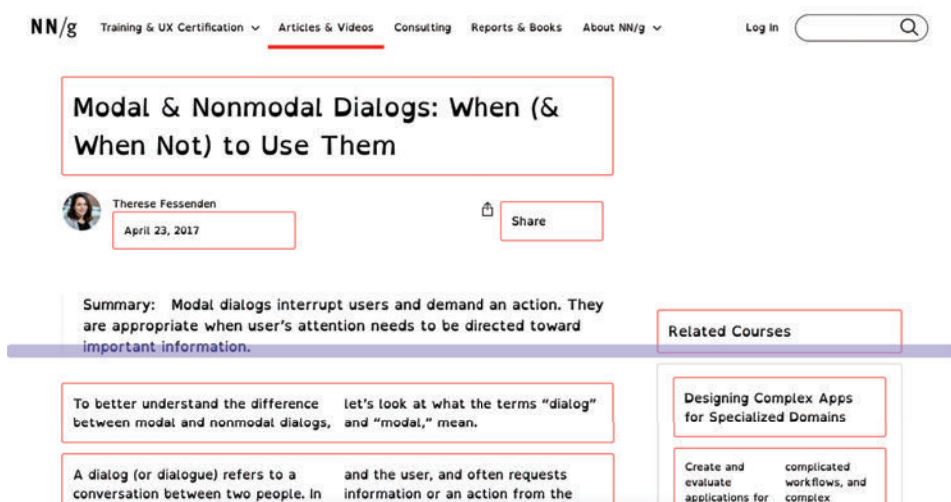 NN/g Training & UX Certification Articles & Videos Consulting Reports & Books About NN/g Log In
Modal & Nonmodal Dialogs: When (&
When Not) to Use Them
Therese Fessenden
April 23, 2017
Share
Summary: Modal dialogs interrupt users and demand an action. They
are appropriate when user's attention needs to be directed toward
important information.
To better understand the difference
between modal and nonmodal dialogs,
let's look at what the terms “dialog”
and “modal,” mean.
A dialog (or dialogue) refers to a
conversation between two people. In
and the user, and often requests
information or an action from the
Related Courses
Designing Complex Apps
for Specialized Domains
Create and
evaluate
applications for
complicated
workflows, and
complex